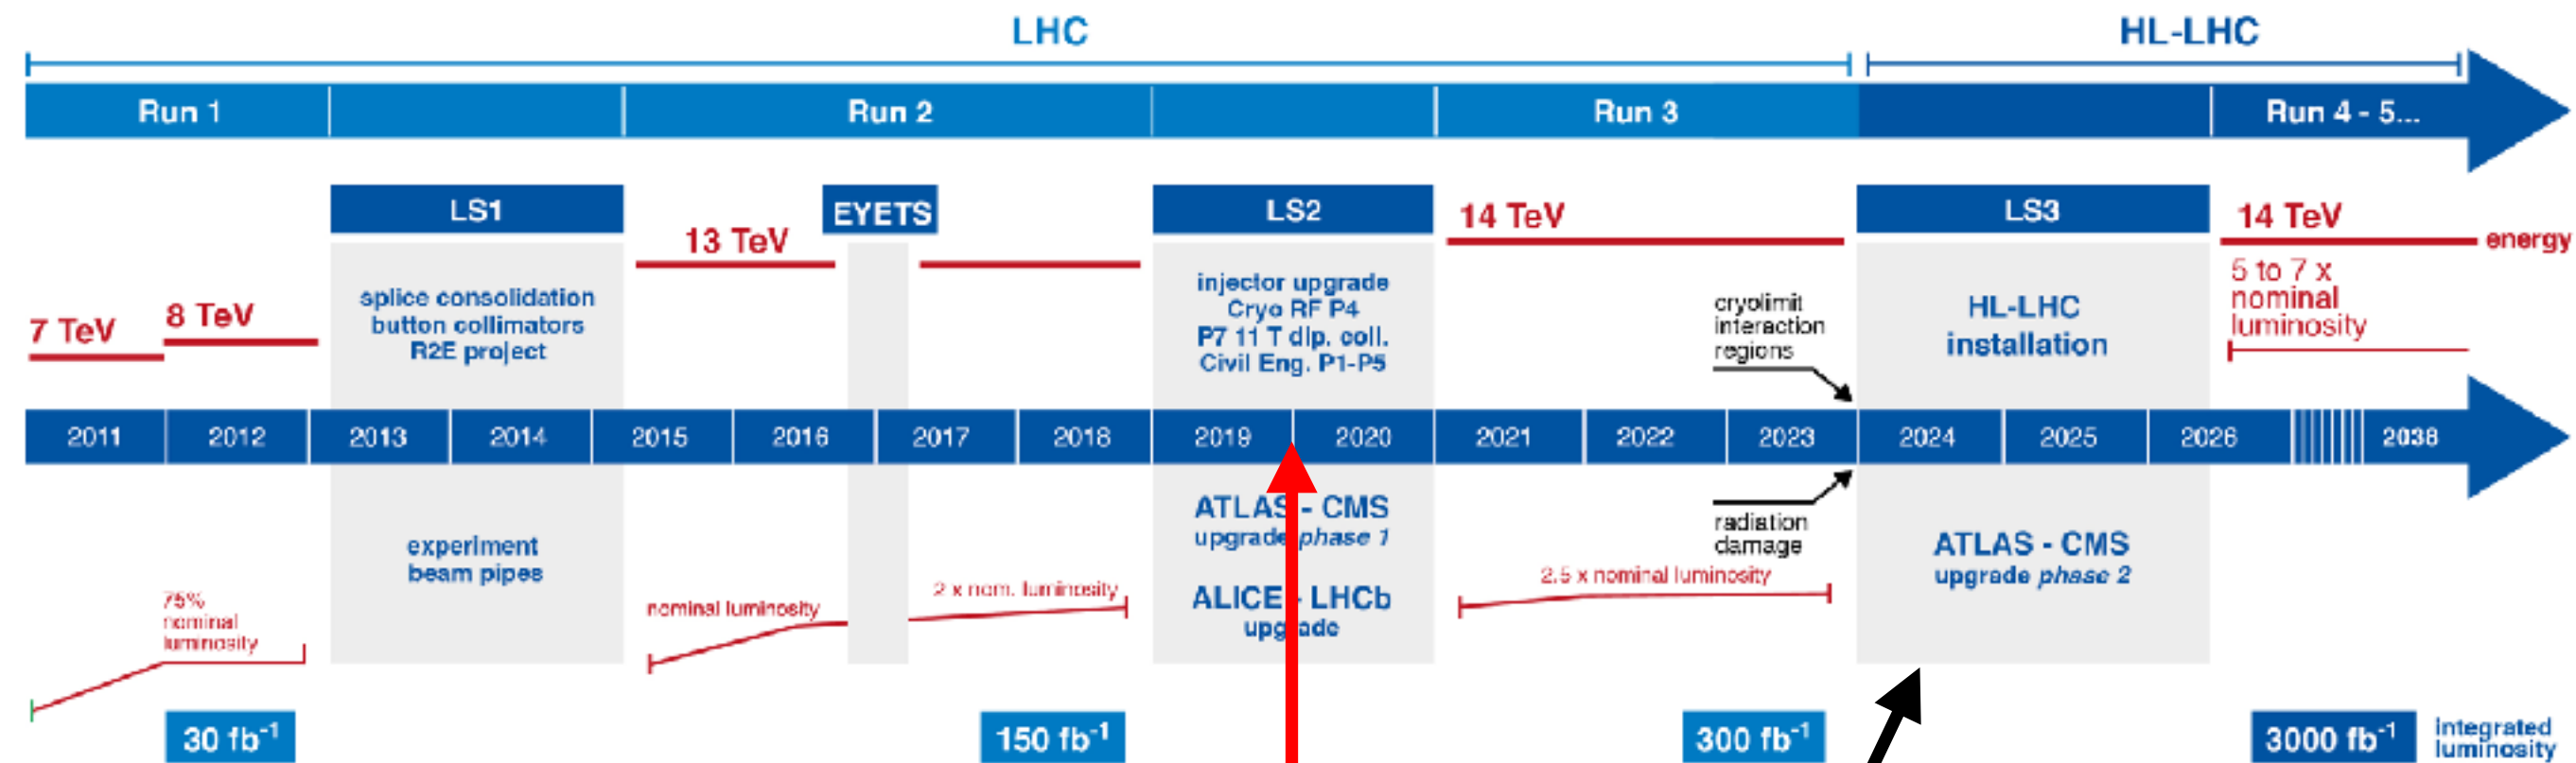 LHC
HL-LHC
Run 1
Run 2
Run 3
Run 4 - 5...
LS1
EYETS
LS2
LS3
14 TeV
14 TeV
energy
13 TeV
7 TeV
8 TeV
splice consolidation
button collimators
R2E project
injector upgrade
Cryo RF P4
P7 11 T dip. coll.
Civil Eng. P1-P5
cryolimit
interaction
regions
HL-LHC
installation
5 to 7 x
nominal
luminosity
2011
2012
2013
2014
2015
2016
2017
2018
2019
2020
2021
2022
2023
2024
2025
2026
2038
experiment
beam pipes
ATLAS - CMS
upgrade phase 1
ALICE - LHCb
upgrade
radiation
damage
ATLAS - CMS
upgrade phase 2
75%
nominal
luminosity
nominal luminosity
2 x nom. luminosity
2.5 x nominal luminosity
30 fb⁻¹
150 fb⁻¹
300 fb⁻¹
3000 fb⁻¹
integrated
luminosity